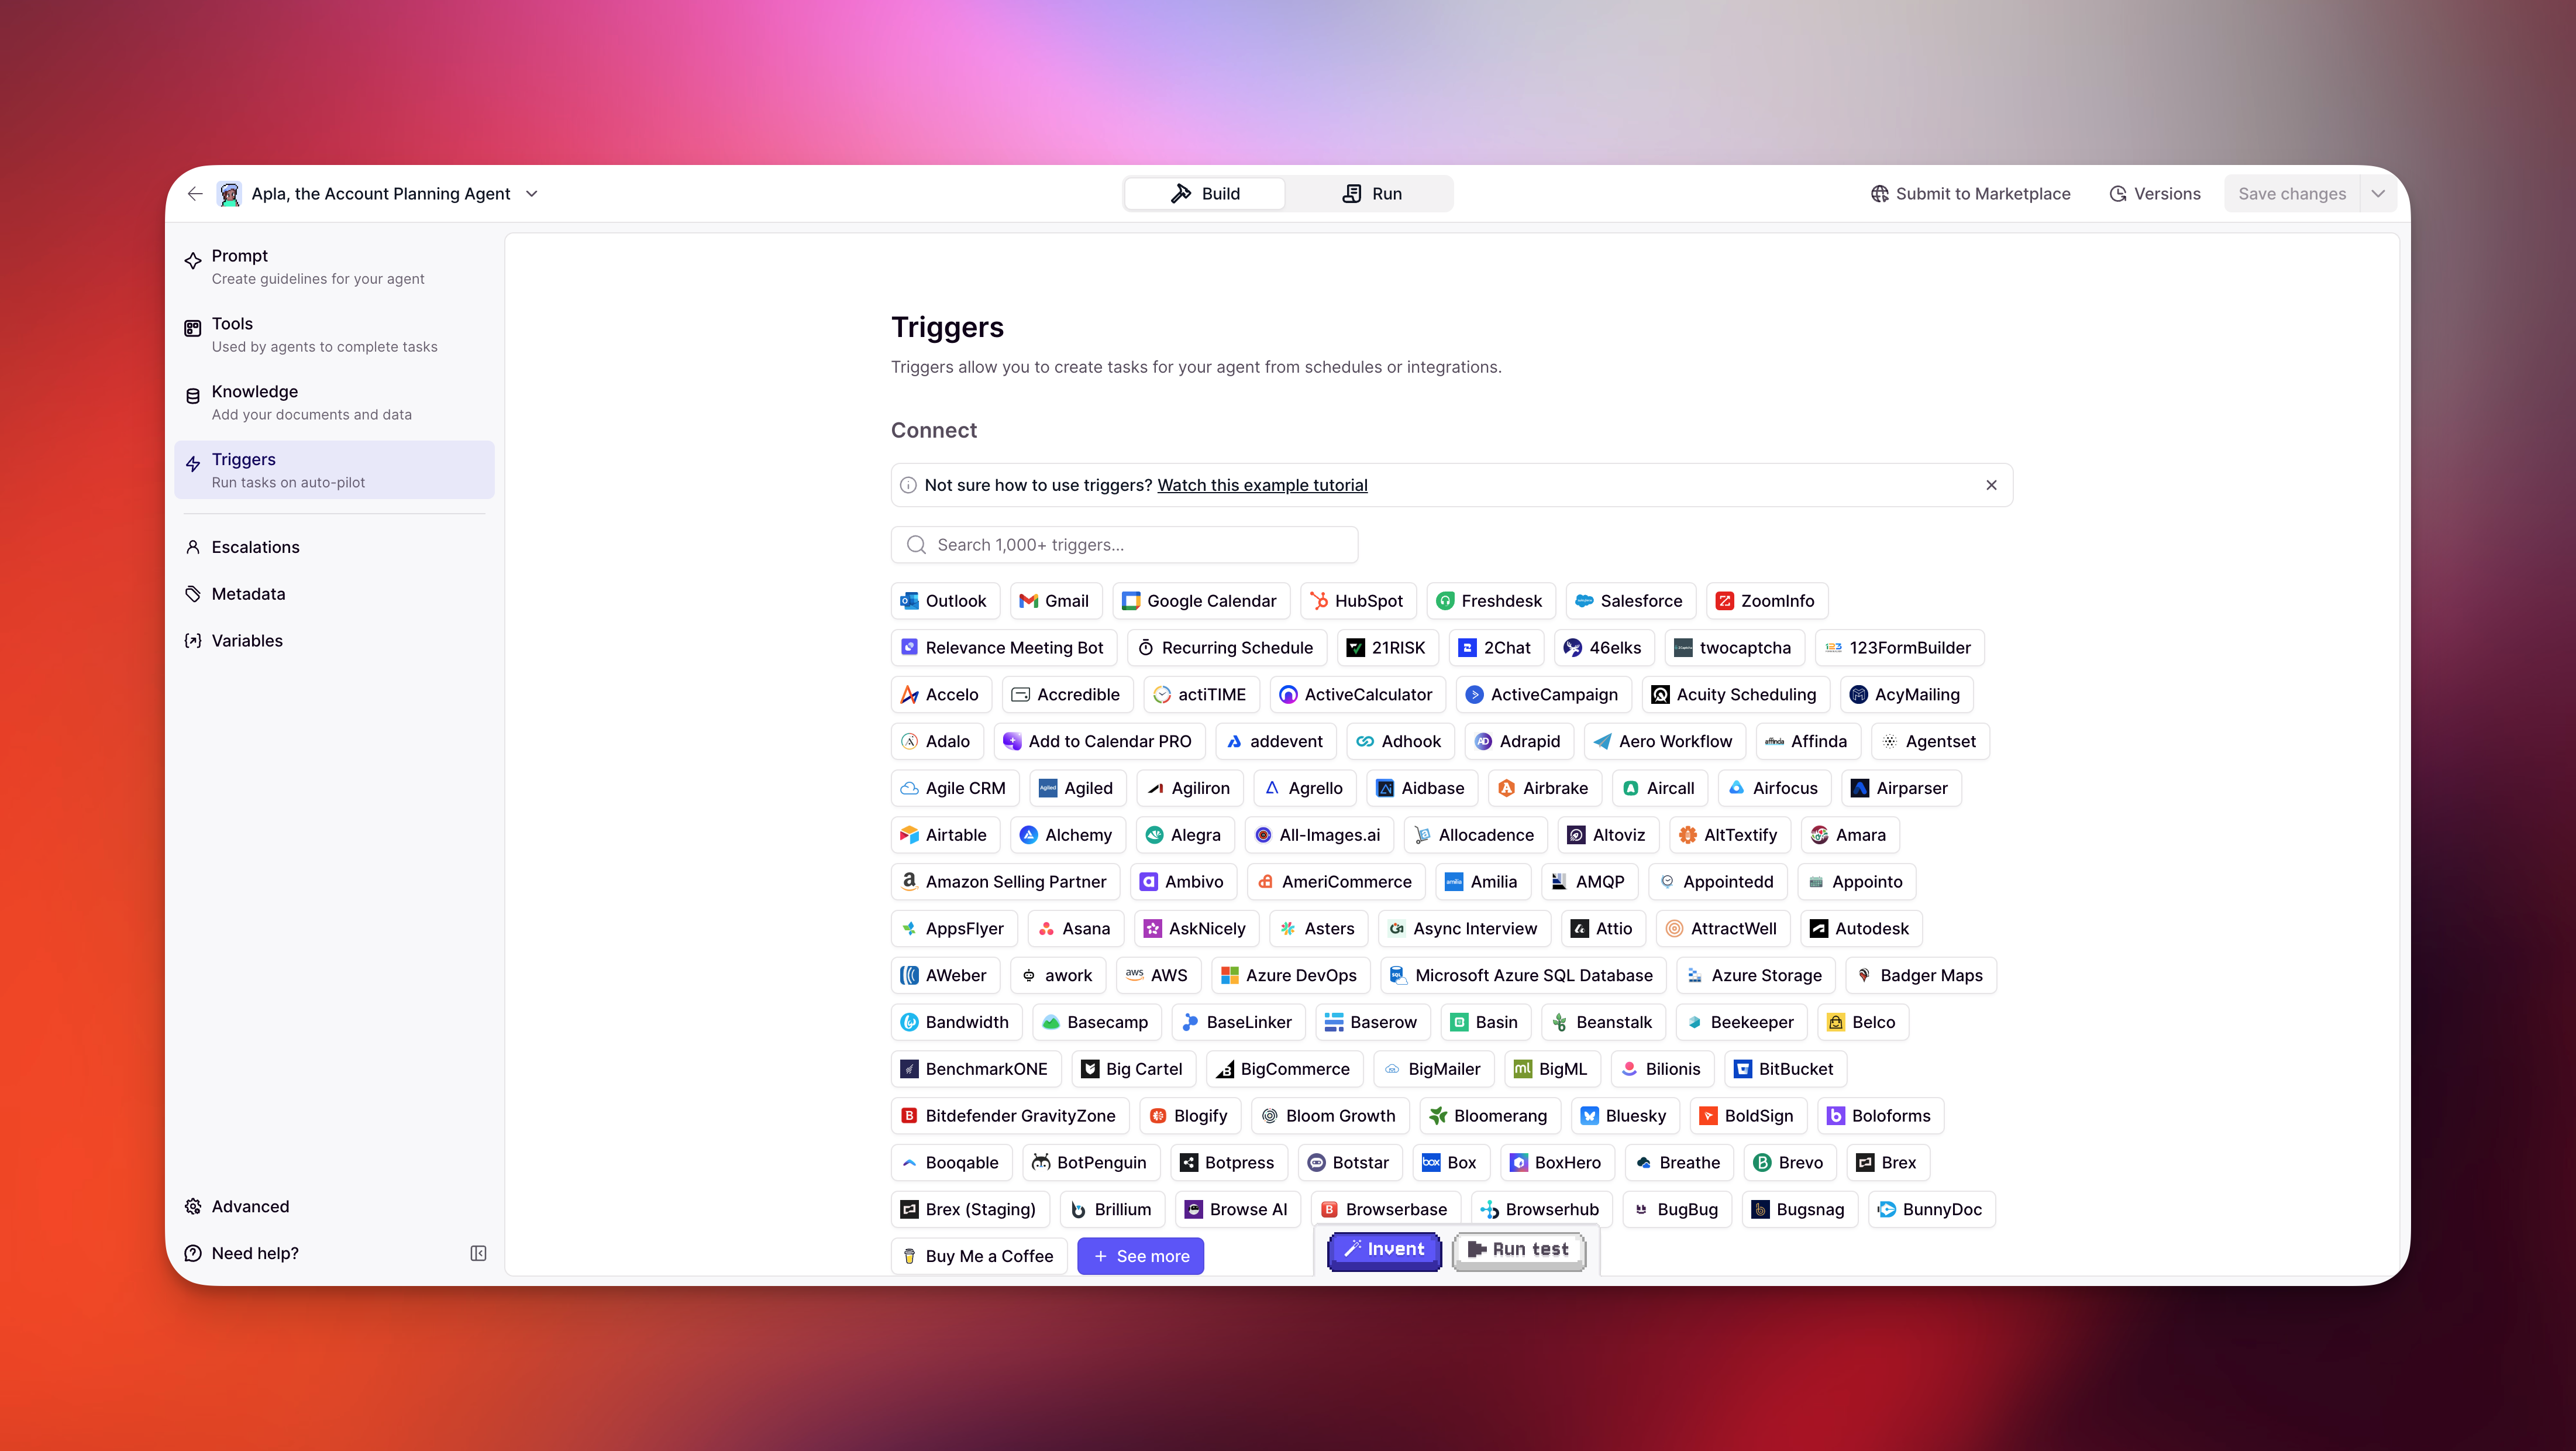 Apla, the Account Planning Agent
Build
Run
Submit to Marketplace
Versions
Save changes
Prompt
Create guidelines for your agent
Tools
Used by agents to complete tasks
Knowledge
Add your documents and data
Triggers
Run tasks on auto-pilot
Escalations
Metadata
Variables
Advanced
Need help?
Triggers
Triggers allow you to create tasks for your agent from schedules or integrations.
Connect
Not sure how to use triggers? Watch this example tutorial
Search 1,000+ triggers...
Outlook Gmail Google Calendar HubSpot Freshdesk Salesforce ZoomInfo
Relevance Meeting Bot Recurring Schedule 21RISK 2Chat 46elks twocaptcha 123FormBuilder
Accelo Accredible actiTIME ActiveCalculator ActiveCampaign Acuity Scheduling AcyMailing
Adalo Add to Calendar PRO addevent Adhook Adrapid Aero Workflow Affinda Agentset
Agile CRM Agiled Agiliron Agrello Aidbase Airbrake Aircall Airfocus Airparser
Airtable Alchemy Alegra All-Images.ai Allocadence Altoviz AltTextify Amara
Amazon Selling Partner Ambivo AmeriCommerce Amilia AMQP Appointedd Appointo
AppsFlyer Asana AskNicely Asters Async Interview Attio AttractWell Autodesk
AWeber awork aws AWS Azure DevOps Microsoft Azure SQL Database Azure Storage Badger Maps
Bandwidth Basecamp BaseLinker Baserow Basin Beanstalk Beekeeper Belco
BenchmarkONE Big Cartel BigCommerce BigMailer BigML Bilionis BitBucket
Bitdefender GravityZone Blogify Bloom Growth Bloomerang Bluesky BoldSign Boloforms
Booqable BotPenguin Botpress Botstar box Box BoxHero Breathe Brevo Brex
Brex (Staging) Brillium Browse AI Browserbase Browserhub BugBug Bugsnag BunnyDoc
Buy Me a Coffee + See more
Invent
Run test